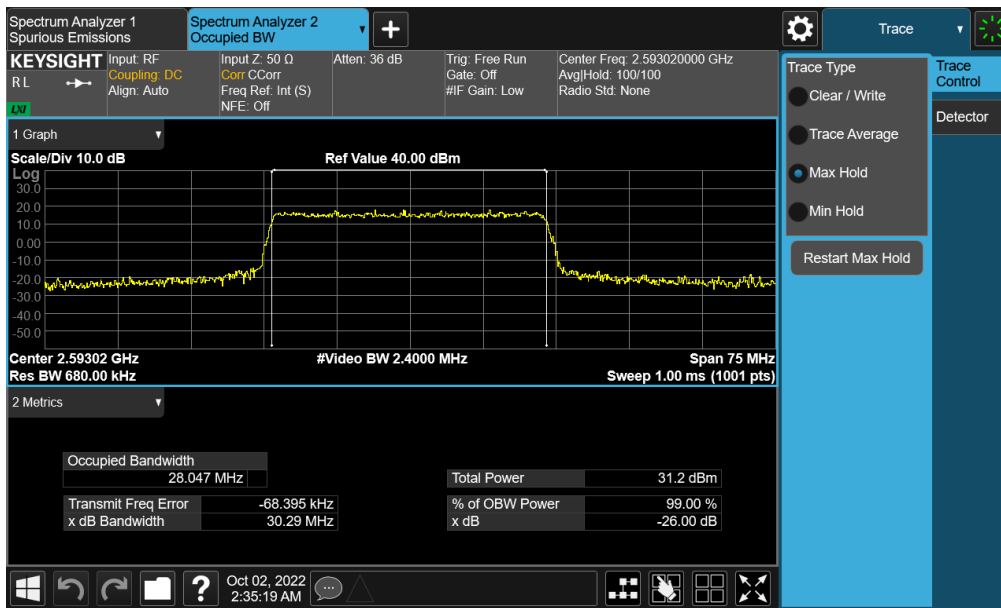 Spectrum Analyzer 1
Spurious Emissions
Spectrum Analyzer 2
Occupied BW
Trace
KEYSIGHT
R L
LXI
Input: RF
Coupling: DC
Align: Auto
Input Z: 50 Ω
Corr CCorr
Freq Ref: Int (S)
NFE: Off
Atten: 36 dB
Trig: Free Run
Gate: Off
#IF Gain: Low
Center Freq: 2.593020000 GHz
Avg|Hold: 100/100
Radio Std: None
Trace Type
Clear / Write
Trace Average
Max Hold
Min Hold
Restart Max Hold
Trace
Control
Detector
1 Graph
Scale/Div 10.0 dB
Ref Value 40.00 dBm
Log
30.0
20.0
10.0
0.00
-10.0
-20.0
-30.0
-40.0
-50.0
Center 2.59302 GHz
#Video BW 2.4000 MHz
Span 75 MHz
Res BW 680.00 kHz
Sweep 1.00 ms (1001 pts)
2 Metrics
Occupied Bandwidth
28.047 MHz
Transmit Freq Error -68.395 kHz
x dB Bandwidth 30.29 MHz
Total Power 31.2 dBm
% of OBW Power 99.00 %
x dB -26.00 dB
?
Oct 02, 2022
2:35:19 AM